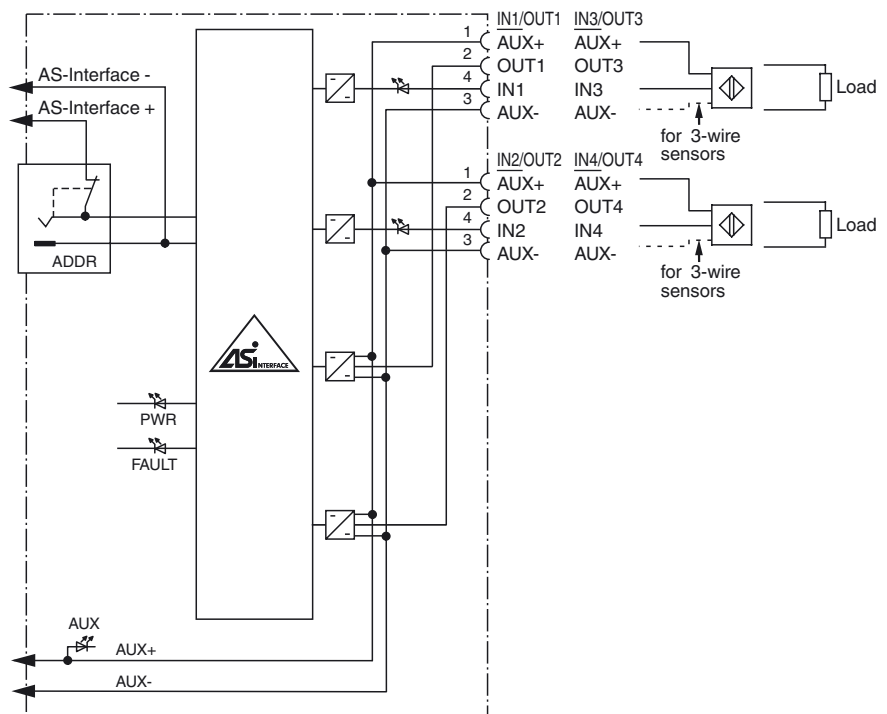 IN1/OUT1 IN3/OUT3
1 AUX+ AUX+
2 OUT1 OUT3
4 IN1 IN3
3 AUX- AUX-
Load
for 3-wire
sensors
AS-Interface -
AS-Interface +
ADDR
IN2/OUT2 IN4/OUT4
1 AUX+ AUX+
2 OUT2 OUT4
4 IN2 IN4
3 AUX- AUX-
Load
for 3-wire
sensors
ASi INTERFACE
PWR
FAULT
AUX
AUX+
AUX-